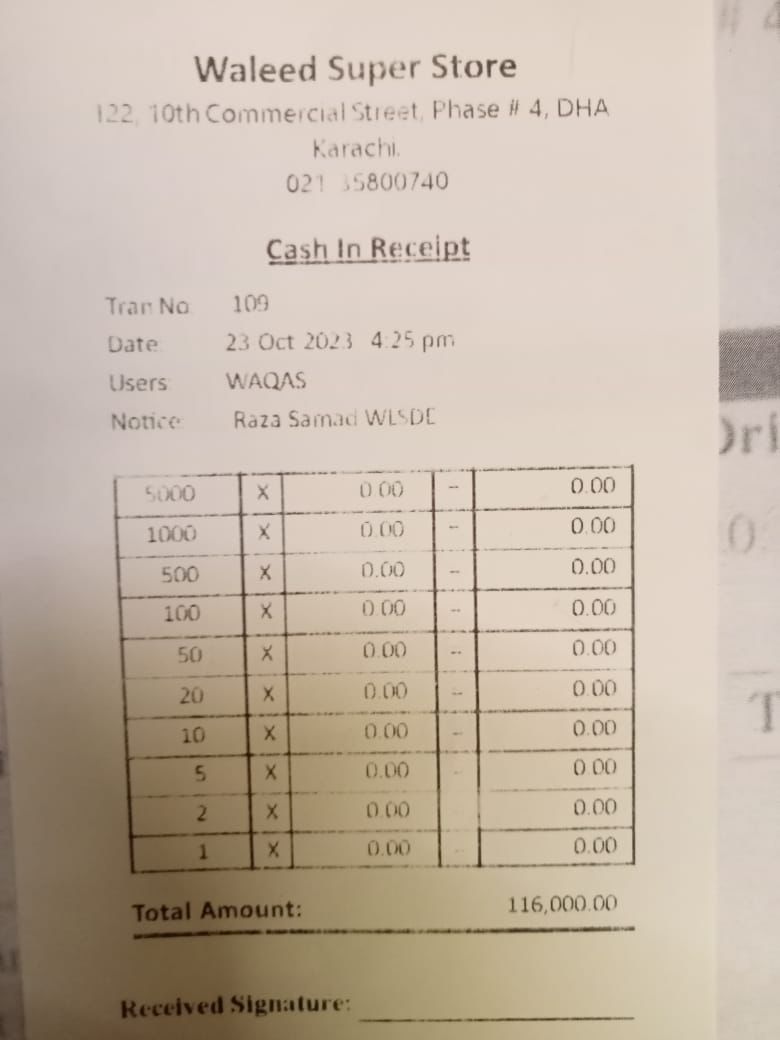 Waleed Super Store
122, 10th Commercial Street, Phase # 4, DHA
Karachi.
021 35800740
Cash In Receipt
Tran No. 109
Date: 23 Oct 2023 4:25 pm
Users: WAQAS
Notice: Raza Samad
5000 X 0.00 - 0.00
1000 X 0.00 - 0.00
500 X 0.00 - 0.00
100 X 0.00 - 0.00
50 X 0.00 - 0.00
20 X 0.00 - 0.00
10 X 0.00 - 0.00
5 X 0.00 - 0.00
2 X 0.00 - 0.00
1 X 0.00 - 0.00
Total Amount: 116,000.00
Received Signature: